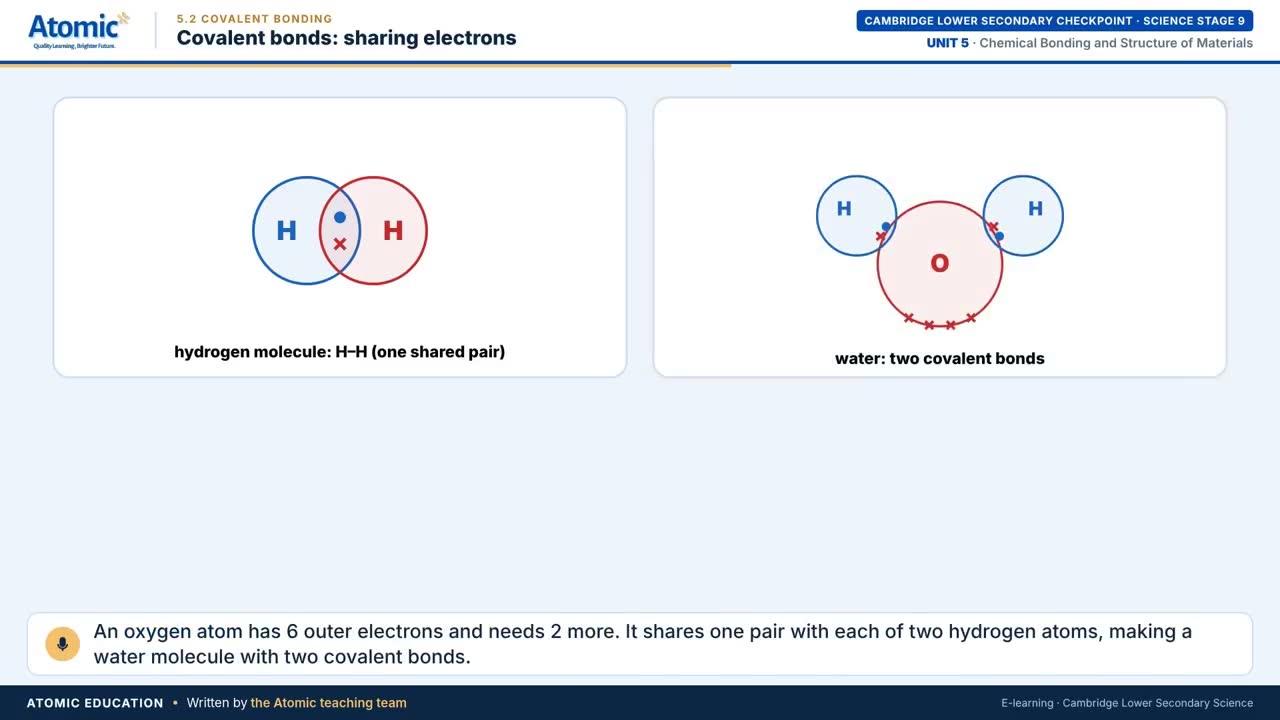 Atomic
Quality Learning, Brighter Future.
5.2 COVALENT BONDING
Covalent bonds: sharing electrons
CAMBRIDGE LOWER SECONDARY CHECKPOINT · SCIENCE STAGE 9
UNIT 5 · Chemical Bonding and Structure of Materials
H H
hydrogen molecule: H–H (one shared pair)
H H
O
water: two covalent bonds
An oxygen atom has 6 outer electrons and needs 2 more. It shares one pair with each of two hydrogen atoms, making a
water molecule with two covalent bonds.
ATOMIC EDUCATION • Written by the Atomic teaching team
E-learning · Cambridge Lower Secondary Science